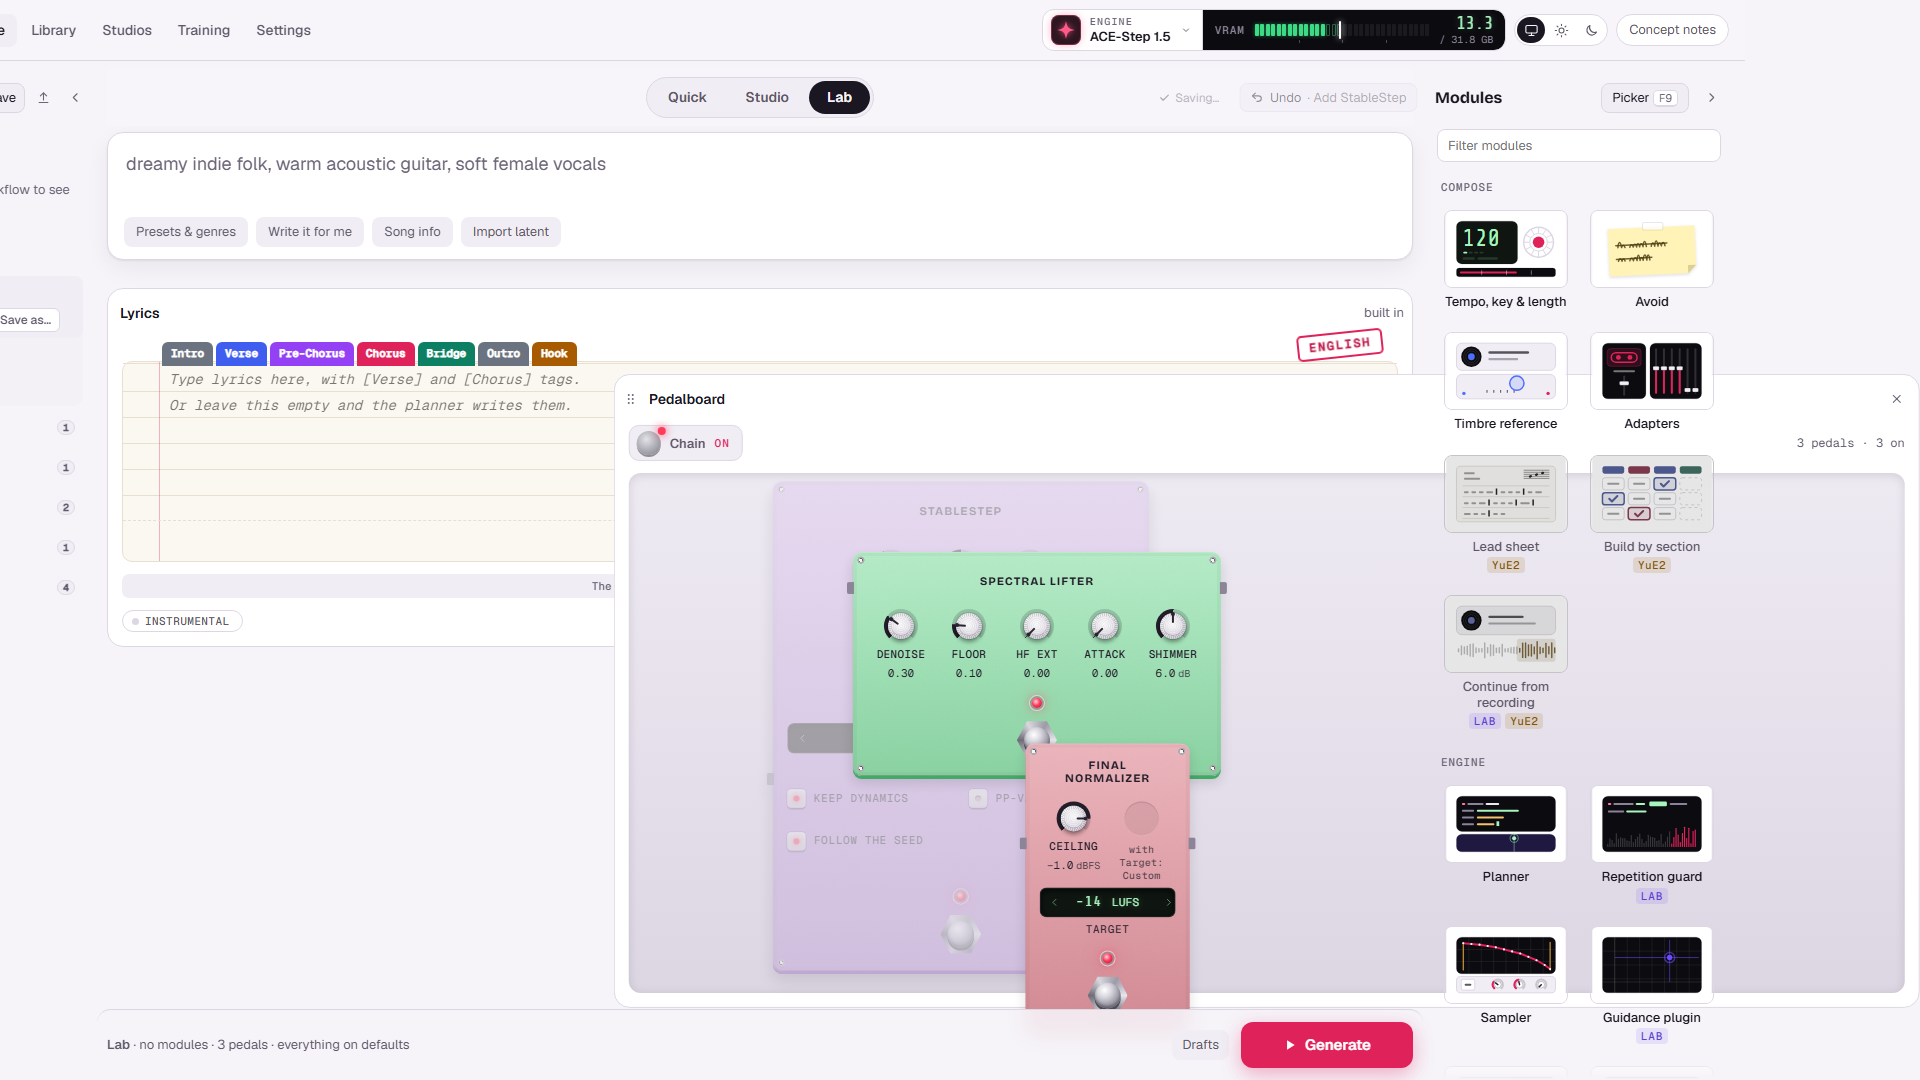 Library
Studios
Training
Settings
ENGINE
ACE-Step 1.5
VRAM
13.3
/ 31.8 GB
Concept notes
Quick
Studio
Lab
Saving…
Undo · Add StableStep
Modules
Picker F9
dreamy indie folk, warm acoustic guitar, soft female vocals
Filter modules
kflow to see
COMPOSE
Presets & genres
Write it for me
Song info
Import latent
120
Tempo, key & length
Avoid
Save as…
Lyrics
built in
Intro
Verse
Pre-Chorus
Chorus
Bridge
Outro
Hook
ENGLISH
Type lyrics here, with [Verse] and [Chorus] tags.
Or leave this empty and the planner writes them.
Pedalboard
Chain ON
3 pedals · 3 on
Timbre reference
Adapters
1
1
2
1
4
STABLESTEP
SPECTRAL LIFTER
DENOISE
FLOOR
HF EXT
ATTACK
SHIMMER
0.30
0.10
0.00
0.00
6.0 dB
The
INSTRUMENTAL
Lead sheet
YuE2
Build by section
YuE2
Continue from
recording
LAB YuE2
KEEP DYNAMICS
PP-V
FOLLOW THE SEED
FINAL
NORMALIZER
CEILING
-1.0 dBFS
with
Target:
Custom
-14 LUFS
TARGET
ENGINE
Planner
Repetition guard
LAB
Sampler
Guidance plugin
LAB
Lab · no modules · 3 pedals · everything on defaults
Drafts
Generate